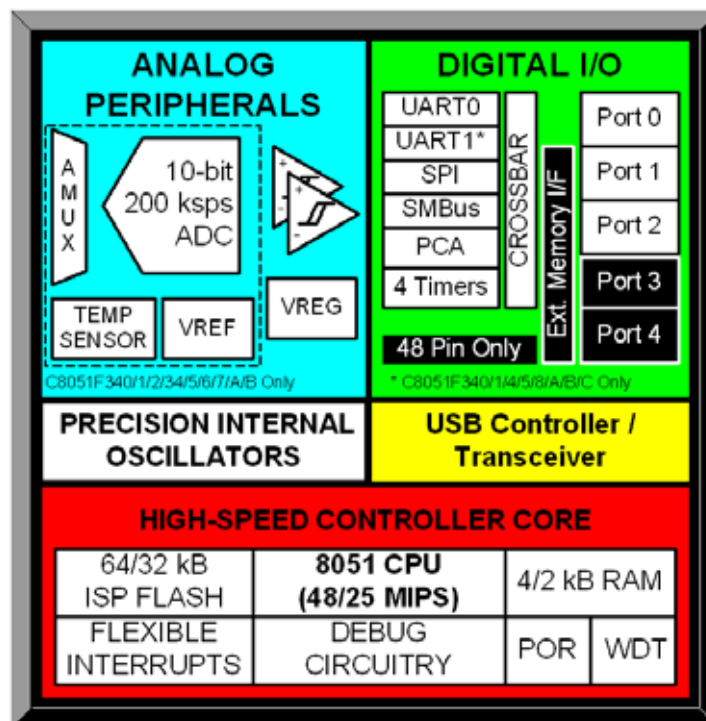 ANALOG
PERIPHERALS
AMUX
10-bit
200 ksps
ADC
+
-
+
-
TEMP
SENSOR
VREF
VREG
C8051F340/1/2/34/5/6/7/A/B Only
DIGITAL I/O
UART0
UART1*
SPI
SMBus
PCA
4 Timers
CROSSBAR
Ext. Memory I/F
Port 0
Port 1
Port 2
Port 3
Port 4
48 Pin Only
* C8051F340/1/4/5/8/A/B/C Only
PRECISION INTERNAL
OSCILLATORS
USB Controller /
Transceiver
HIGH-SPEED CONTROLLER CORE
64/32 kB
ISP FLASH
8051 CPU
(48/25 MIPS)
4/2 kB RAM
FLEXIBLE
INTERRUPTS
DEBUG
CIRCUITRY
POR
WDT